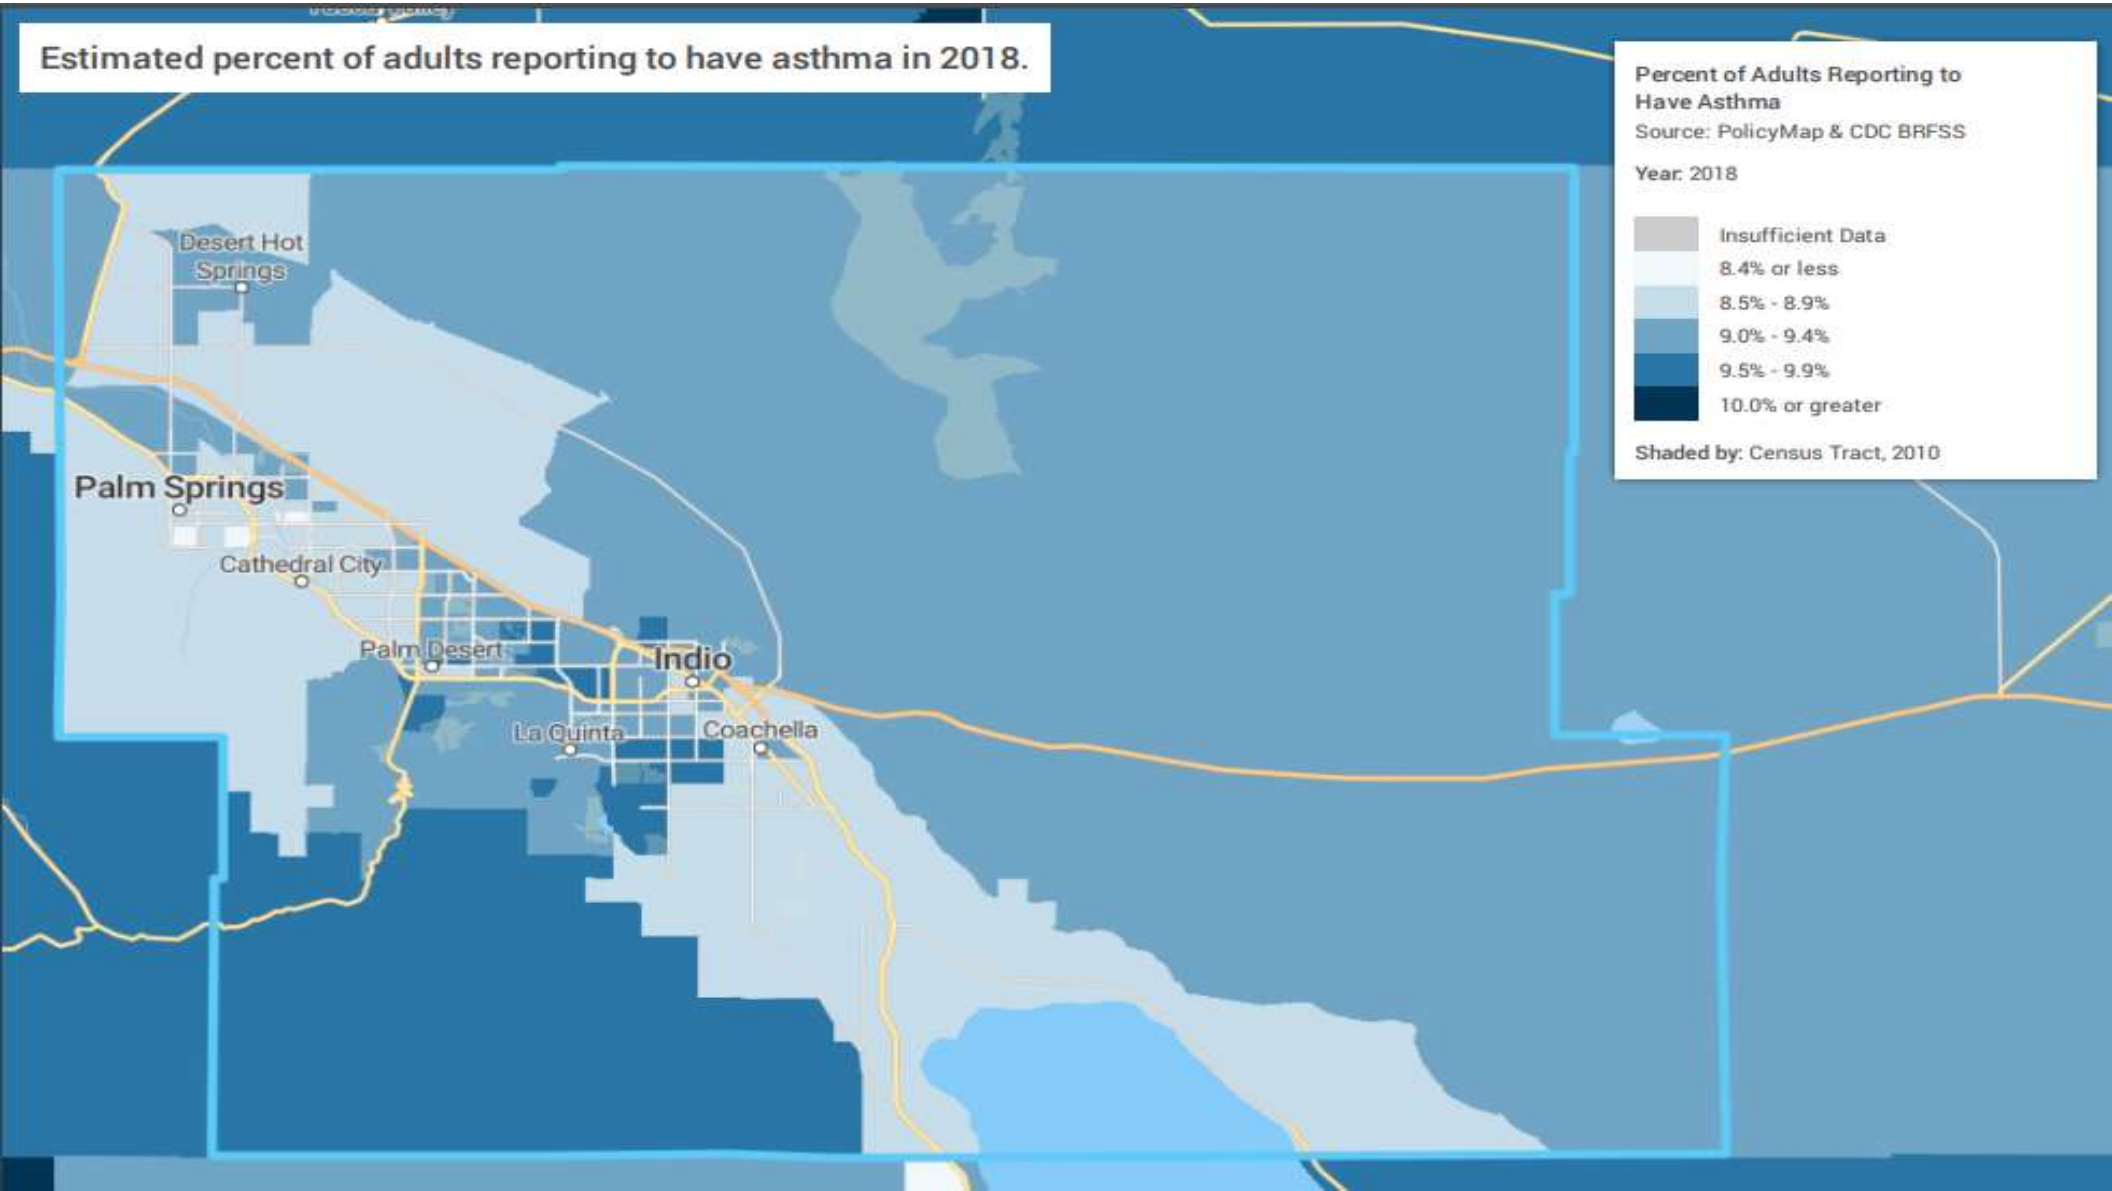 Estimated percent of adults reporting to have asthma in 2018.
Percent of Adults Reporting to
Have Asthma
Source: PolicyMap & CDC BRFSS
Year: 2018
Insufficient Data
8.4% or less
8.5% - 8.9%
9.0% - 9.4%
9.5% - 9.9%
10.0% or greater
Shaded by: Census Tract, 2010
Desert Hot
Springs
Palm Springs
Cathedral City
Palm Desert
Indio
La Quinta
Coachella